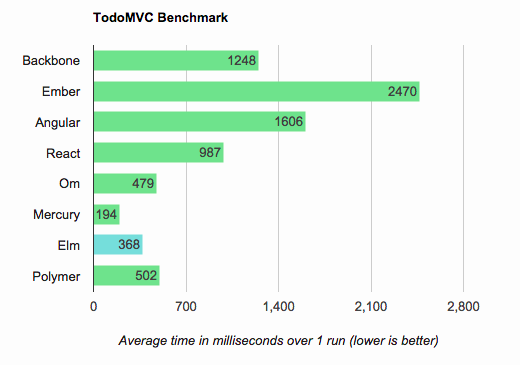 TodoMVC Benchmark
Backbone 1248
Ember 2470
Angular 1606
React 987
Om 479
Mercury 194
Elm 368
Polymer 502
0 700 1,400 2,100 2,800
Average time in milliseconds over 1 run (lower is better)